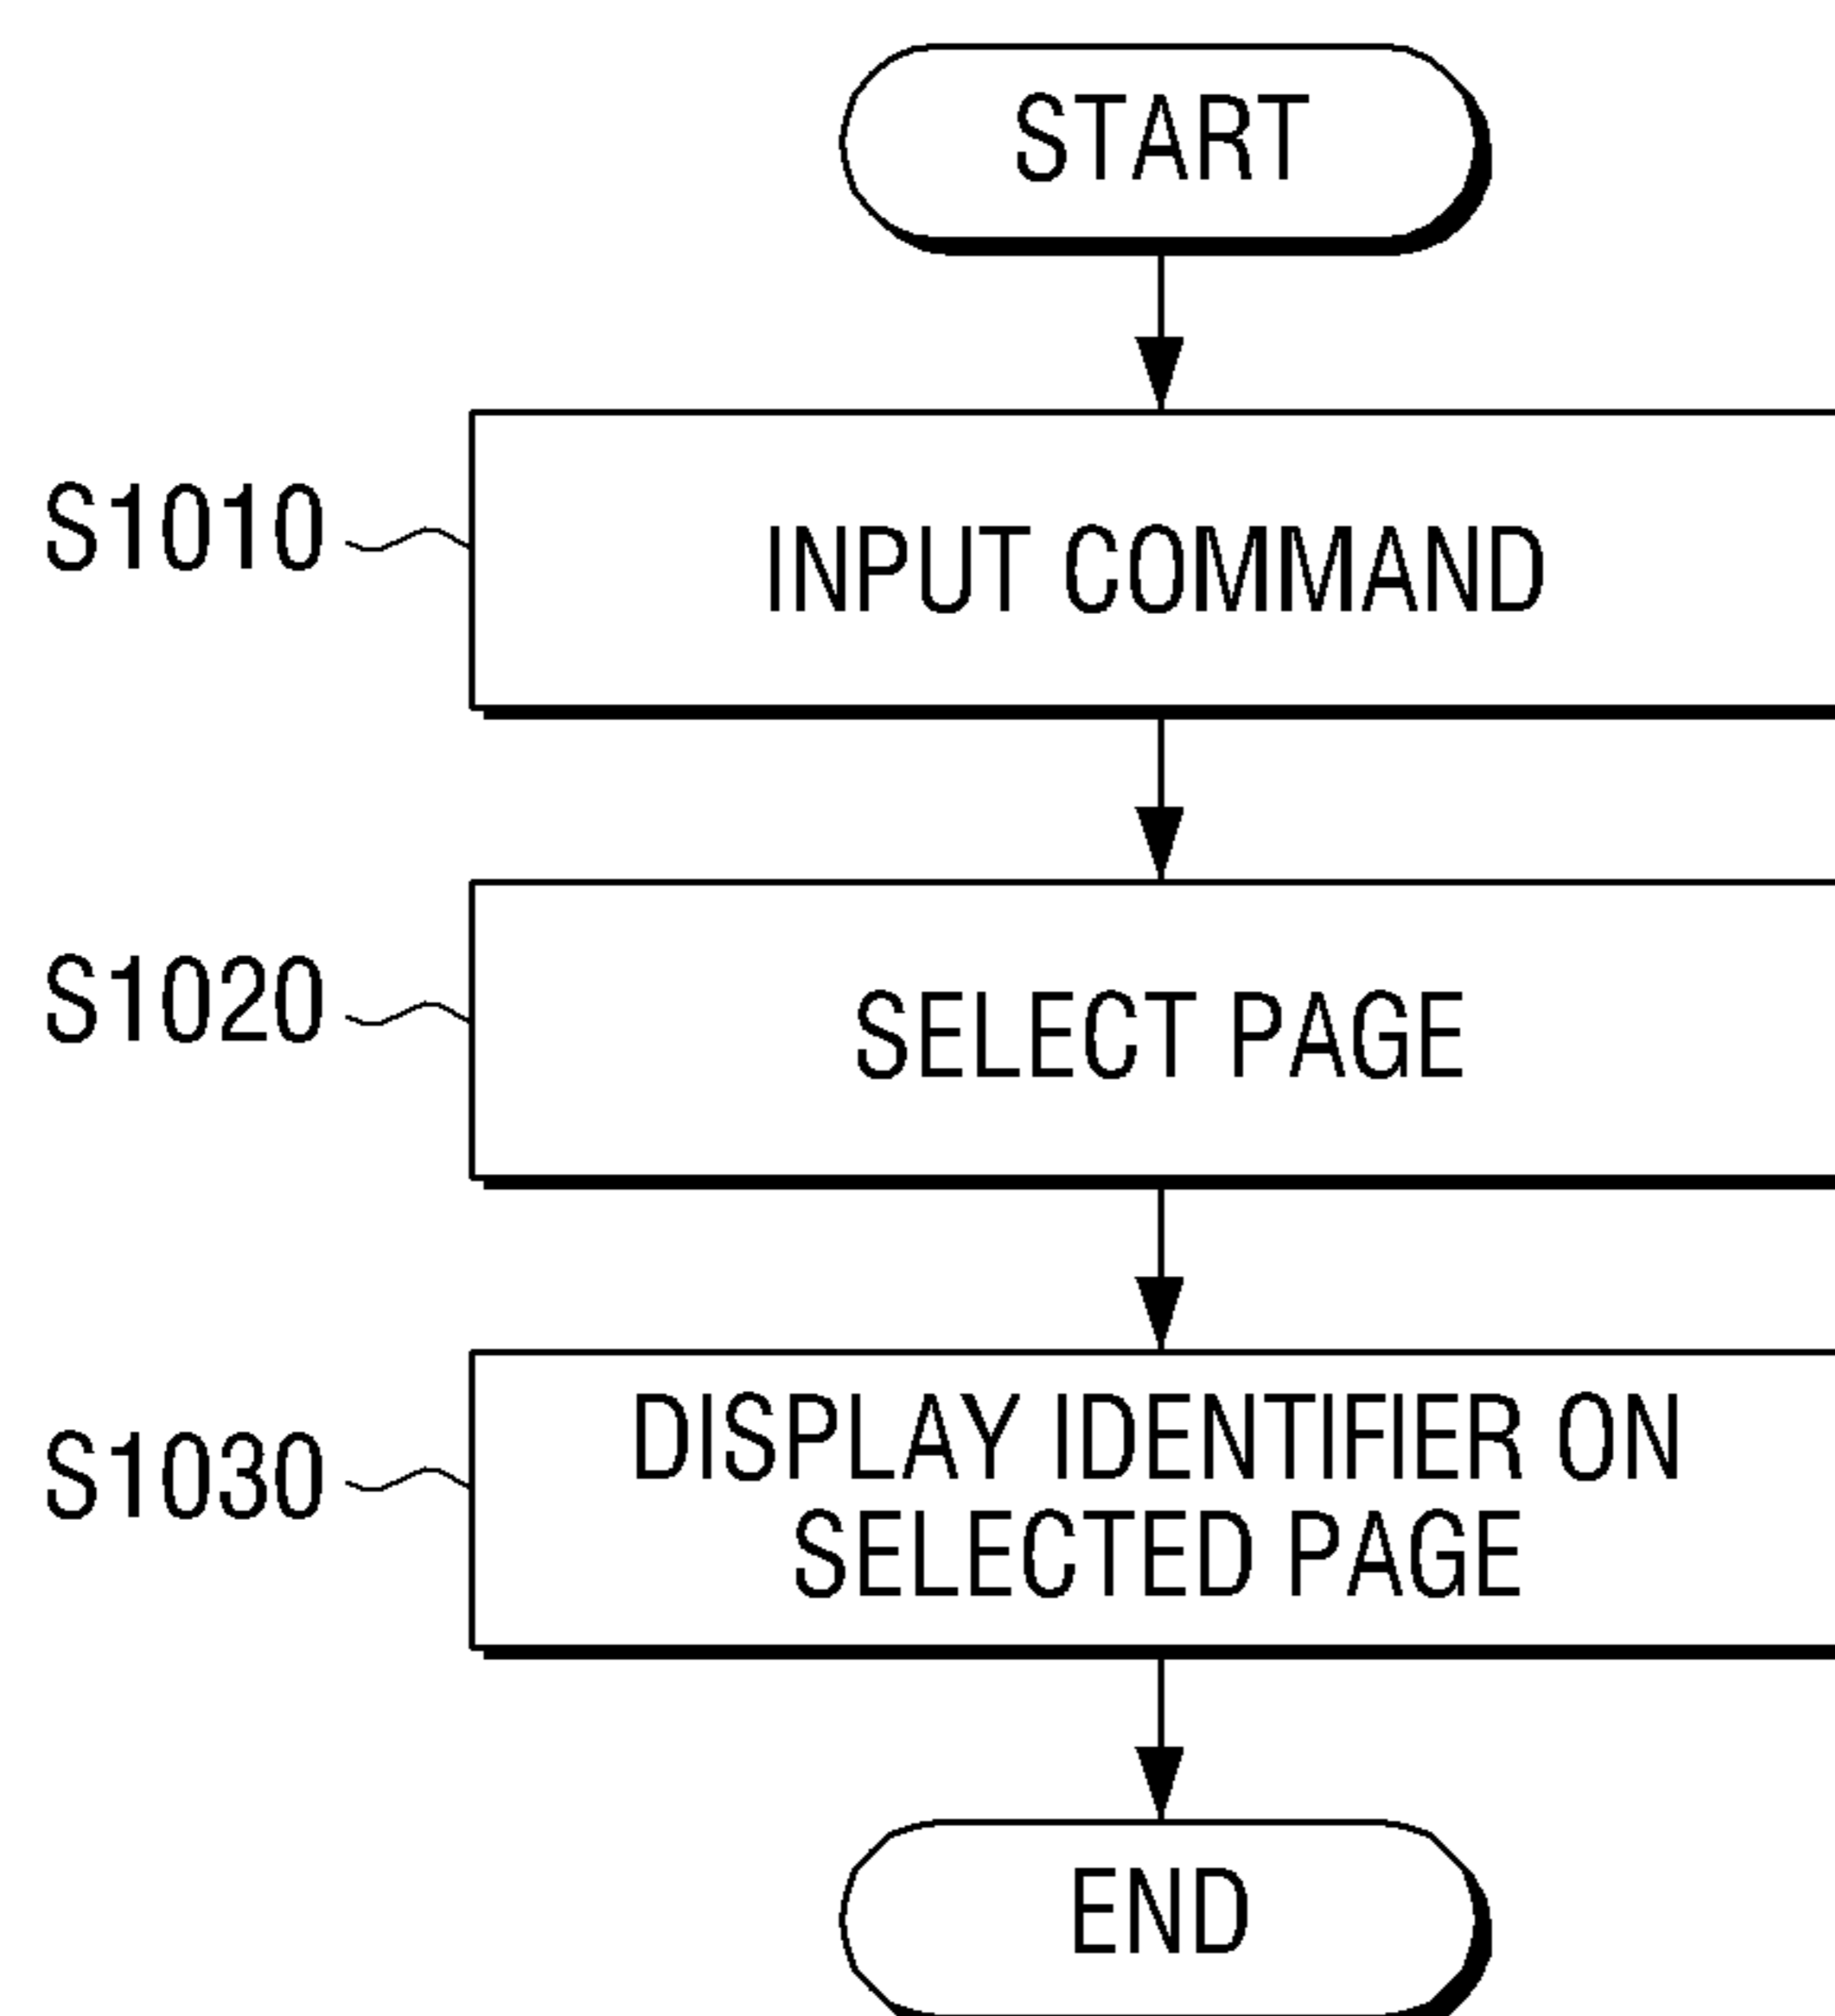 START
S1010
INPUT COMMAND
S1020
SELECT PAGE
S1030
DISPLAY IDENTIFIER ON
SELECTED PAGE
END